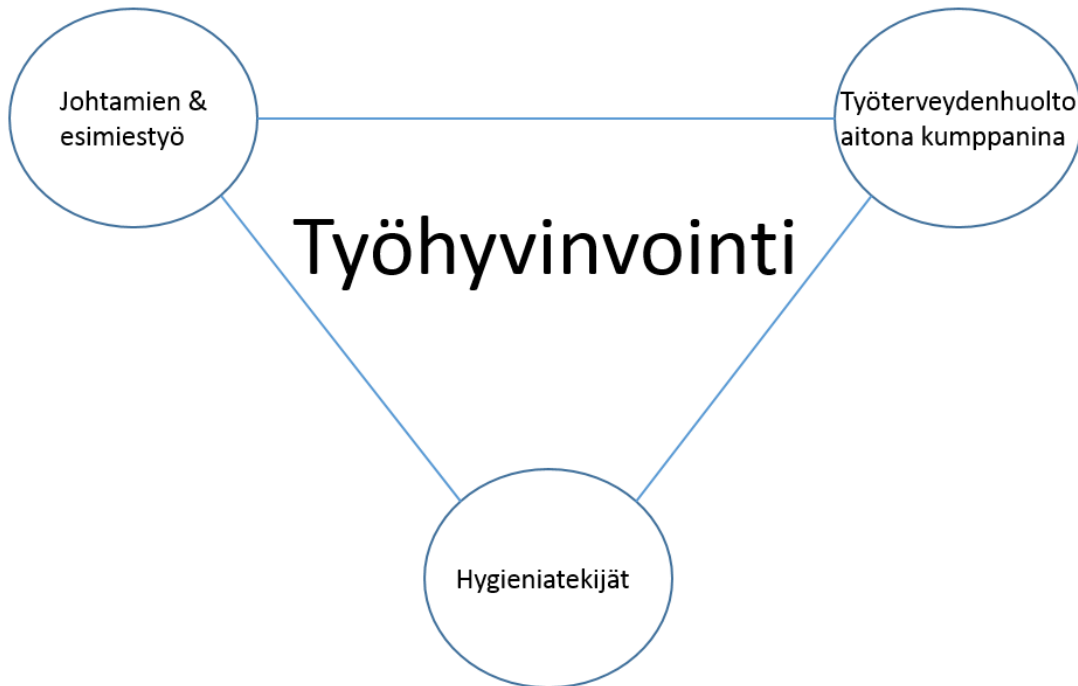 Johtamien &
esimiestyö
Työterveydenhuolto
aitona kumppanina
Työhyvinvointi
Hygieniatekijät